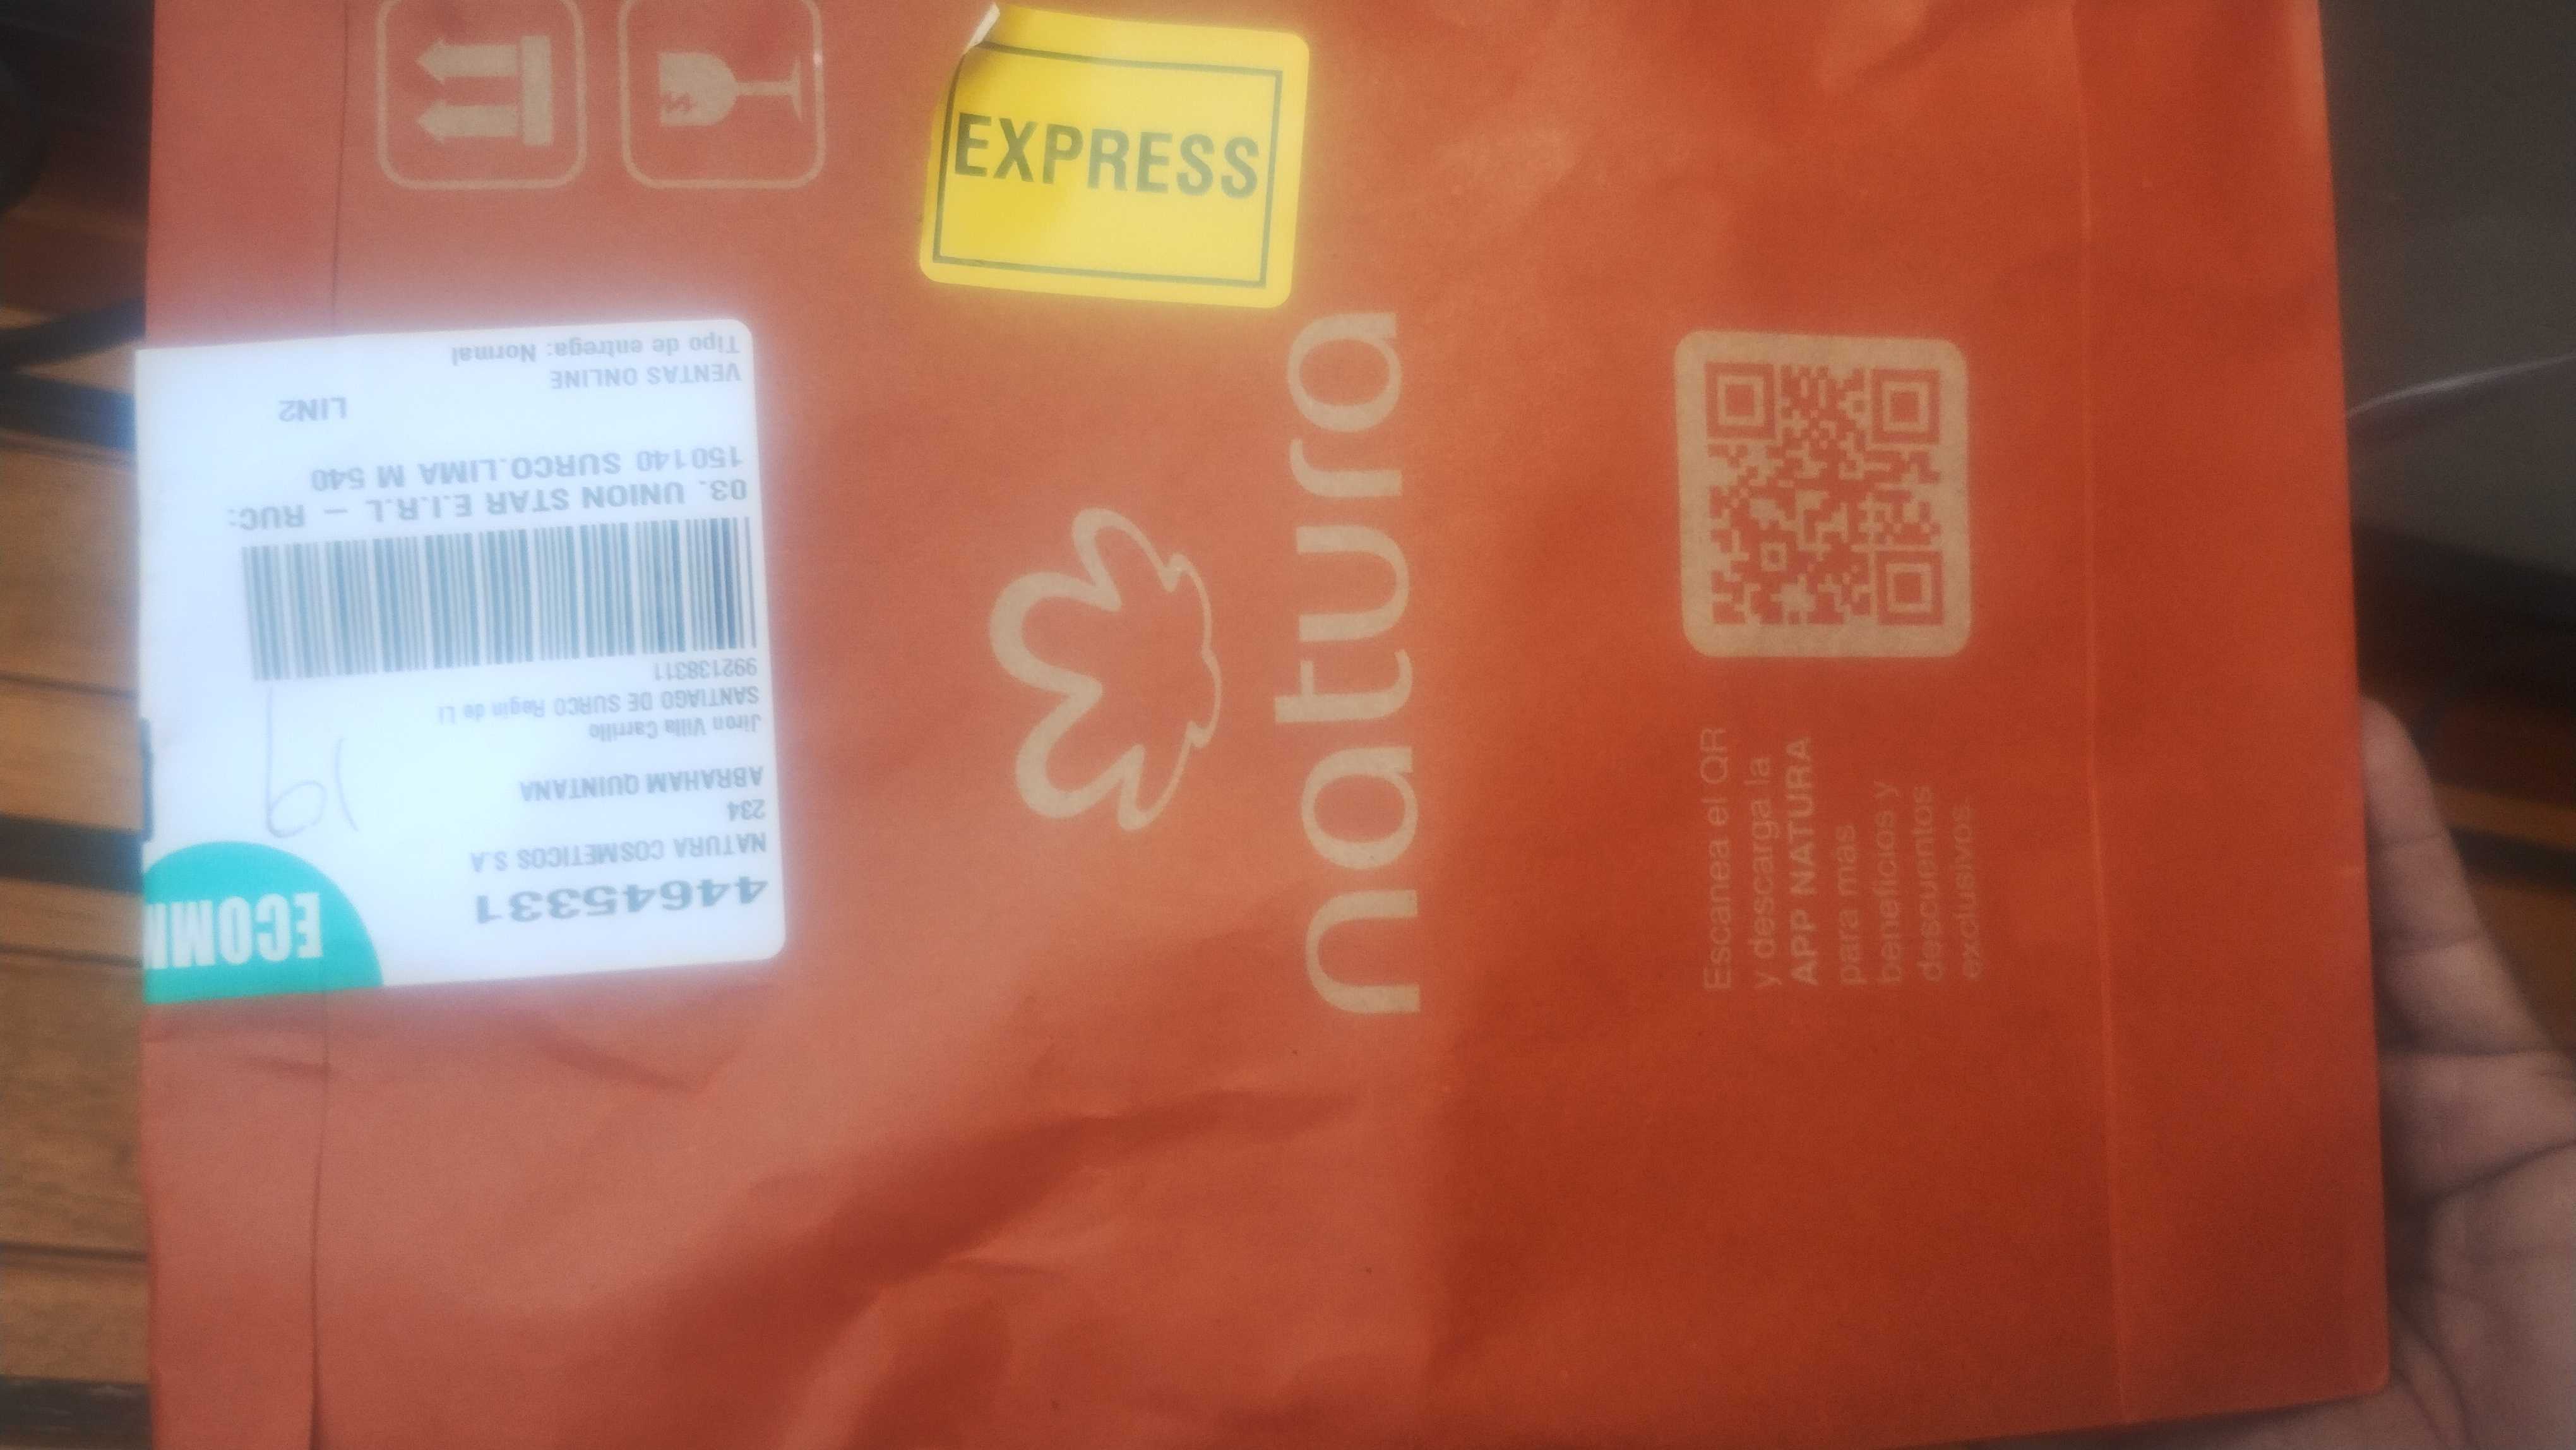 EXPRESS
natura
Escanea el QR
y descarga la
APP NATURA
para más
beneficios y
descuentos
exclusivos.
ECOM
44645331
NATURA COSMETICOS S.A
234
ABRAHAM QUINTANA
19
Jiron Villa Carrillo
SANTIAGO DE SURCO Regin de Li
992138311
03. UNION STAR E.I.R.L - RUC:
150140 SURCO.LIMA M 540
LIN2
VENTAS ONLINE
Tipo de entrega: Normal